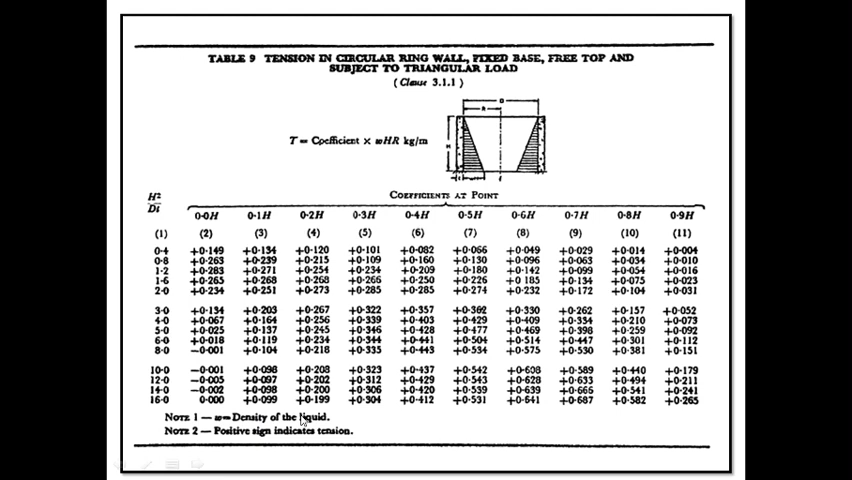 TABLE 9 TENSION IN CIRCULAR RING WALL, FIXED BASE, FREE TOP AND
SUBJECT TO TRIANGULAR LOAD
( Clause 3.1.1 )
T = Coefficient × wHR kg/m
H²/Dt COEFFICIENTS AT POINT
0·0H 0·1H 0·2H 0·3H 0·4H 0·5H 0·6H 0·7H 0·8H 0·9H
(1) (2) (3) (4) (5) (6) (7) (8) (9) (10) (11)
0·4 +0·149 +0·134 +0·120 +0·101 +0·082 +0·066 +0·049 +0·029 +0·014 +0·004
0·8 +0·263 +0·239 +0·215 +0·109 +0·160 +0·130 +0·096 +0·063 +0·034 +0·010
1·2 +0·283 +0·271 +0·254 +0·234 +0·209 +0·180 +0·142 +0·099 +0·054 +0·016
1·6 +0·265 +0·268 +0·268 +0·266 +0·250 +0·226 +0 185 +0·134 +0·075 +0·023
2·0 +0·234 +0·251 +0·273 +0·285 +0·285 +0·274 +0·232 +0·172 +0·104 +0·031
3·0 +0·134 +0·203 +0·267 +0·322 +0·357 +0·362 +0·330 +0·262 +0·157 +0·052
4·0 +0·067 +0·164 +0·256 +0·339 +0·403 +0·429 +0·409 +0·334 +0·210 +0·073
5·0 +0·025 +0·137 +0·245 +0·346 +0·428 +0·477 +0·469 +0·398 +0·259 +0·092
6·0 +0·018 +0·119 +0·234 +0·344 +0·441 +0·504 +0·514 +0·447 +0·301 +0·112
8·0 −0·001 +0·104 +0·218 +0·335 +0·443 +0·534 +0·575 +0·530 +0·381 +0·151
10·0 −0·001 +0·098 +0·208 +0·323 +0·437 +0·542 +0·608 +0·589 +0·440 +0·179
12·0 −0·005 +0·097 +0·202 +0·312 +0·429 +0·543 +0·628 +0·633 +0·494 +0·211
14·0 −0·002 +0·098 +0·200 +0·306 +0·420 +0·539 +0·639 +0·666 +0·541 +0·241
16·0 0·000 +0·099 +0·199 +0·304 +0·412 +0·531 +0·641 +0·687 +0·582 +0·265
NOTE 1 — w = Density of the liquid.
NOTE 2 — Positive sign indicates tension.